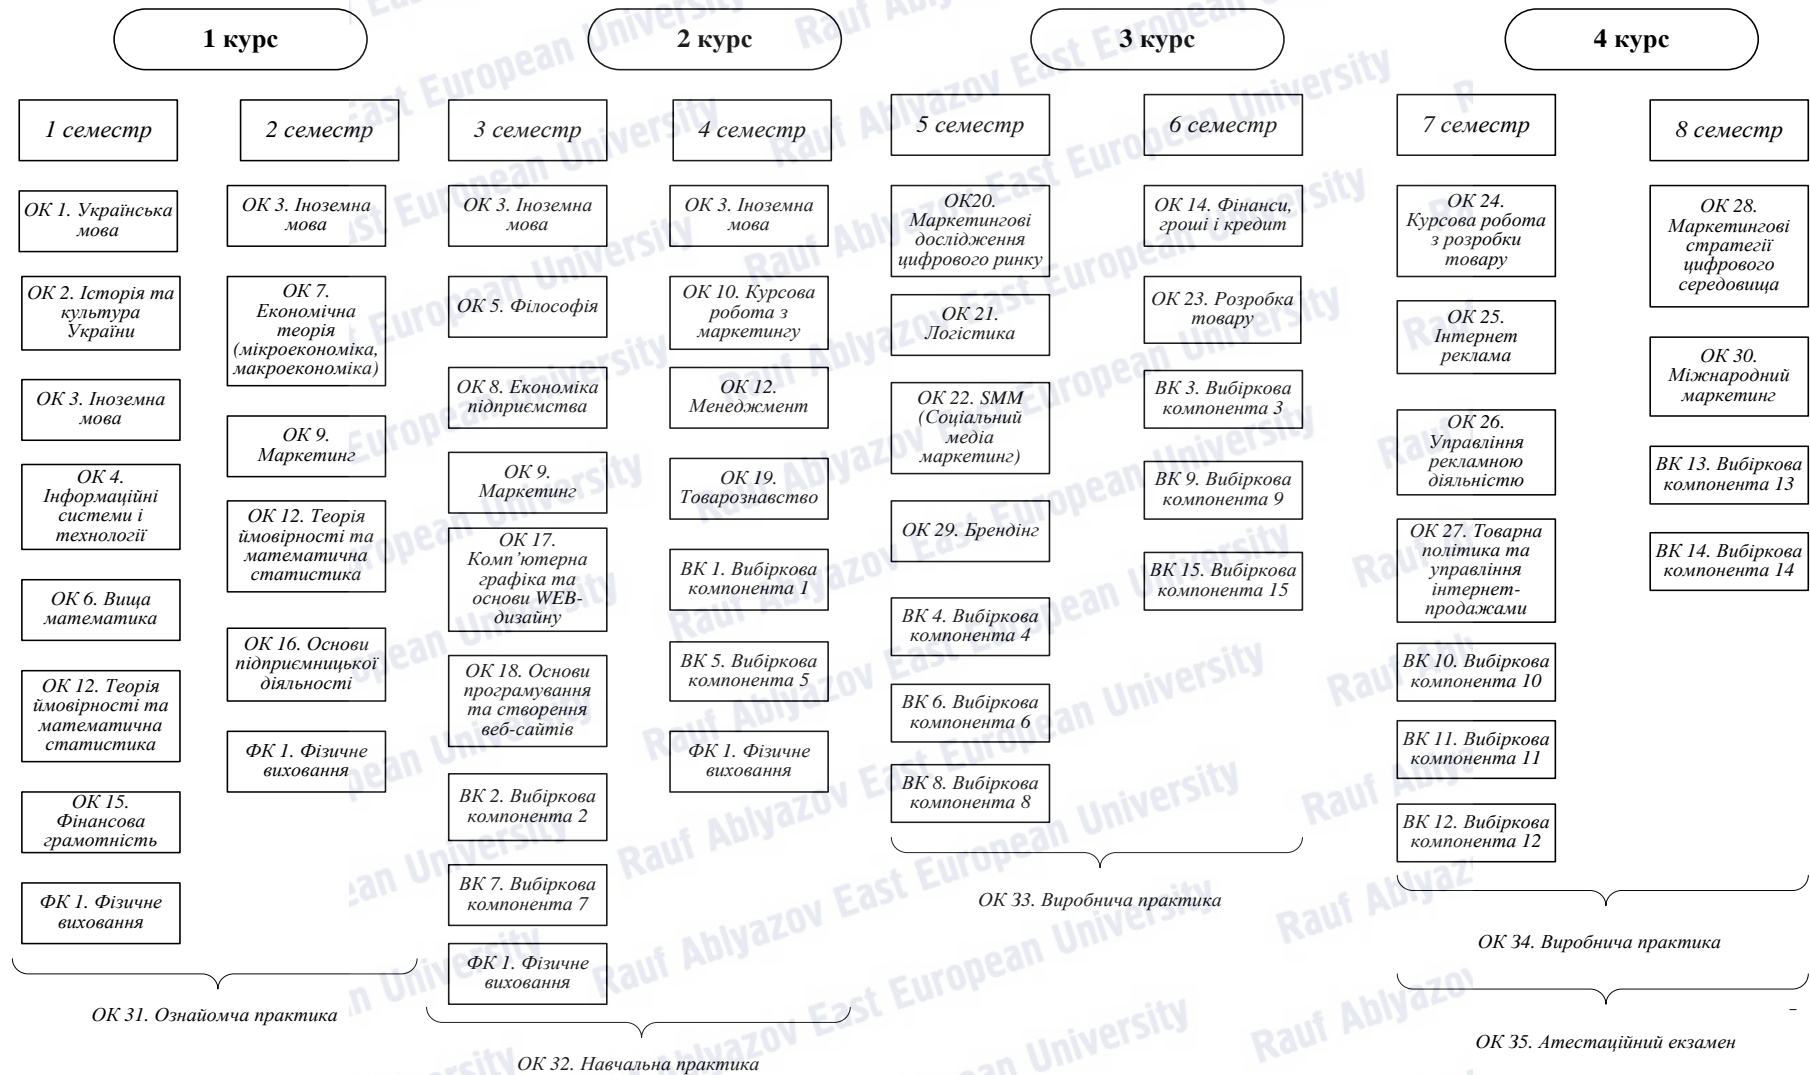 1 курс
2 курс
3 курс
4 курс
1 семестр
2 семестр
3 семестр
4 семестр
5 семестр
6 семестр
7 семестр
8 семестр
ОК 1. Українська
мова
ОК 2. Історія та
культура
України
ОК 3. Іноземна
мова
ОК 4.
Інформаційні
системи і
технології
ОК 6. Вища
математика
ОК 12. Теорія
ймовірності та
математична
статистика
ОК 15.
Фінансова
грамотність
ФК 1. Фізичне
виховання
ОК 3. Іноземна
мова
ОК 7.
Економічна
теорія
(мікроекономіка,
макроекономіка)
ОК 9.
Маркетинг
ОК 12. Теорія
ймовірності та
математична
статистика
ОК 16. Основи
підприємницької
діяльності
ФК 1. Фізичне
виховання
ОК 31. Ознайомча практика
ОК 3. Іноземна
мова
ОК 5. Філософія
ОК 8. Економіка
підприємства
ОК 9.
Маркетинг
ОК 17.
Комп’ютерна
графіка та
основи WEB-
дизайну
ОК 18. Основи
програмування
та створення
веб-сайтів
ВК 2. Вибіркова
компонента 2
ВК 7. Вибіркова
компонента 7
ФК 1. Фізичне
виховання
ОК 3. Іноземна
мова
ОК 10. Курсова
робота з
маркетингу
ОК 12.
Менеджмент
ОК 19.
Товарознавство
ВК 1. Вибіркова
компонента 1
ВК 5. Вибіркова
компонента 5
ФК 1. Фізичне
виховання
ОК 32. Навчальна практика
ОК20.
Маркетингові
дослідження
цифрового ринку
ОК 21.
Логістика
ОК 22. SMM
(Соціальний
медіа
маркетинг)
ОК 29. Брендінг
ВК 4. Вибіркова
компонента 4
ВК 6. Вибіркова
компонента 6
ВК 8. Вибіркова
компонента 8
ОК 14. Фінанси,
гроші і кредит
ОК 23. Розробка
товару
ВК 3. Вибіркова
компонента 3
ВК 9. Вибіркова
компонента 9
ВК 15. Вибіркова
компонента 15
ОК 33. Виробнича практика
ОК 24.
Курсова робота
з розробки
товару
ОК 25.
Інтернет
реклама
ОК 26.
Управління
рекламною
діяльністю
ОК 27. Товарна
політика та
управління
інтернет-
продажами
ВК 10. Вибіркова
компонента 10
ВК 11. Вибіркова
компонента 11
ВК 12. Вибіркова
компонента 12
ОК 28.
Маркетингові
стратегії
цифрового
середовища
ОК 30.
Міжнародний
маркетинг
ВК 13. Вибіркова
компонента 13
ВК 14. Вибіркова
компонента 14
ОК 34. Виробнича практика
ОК 35. Атестаційний екзамен
Rauf Ablyazov East European University